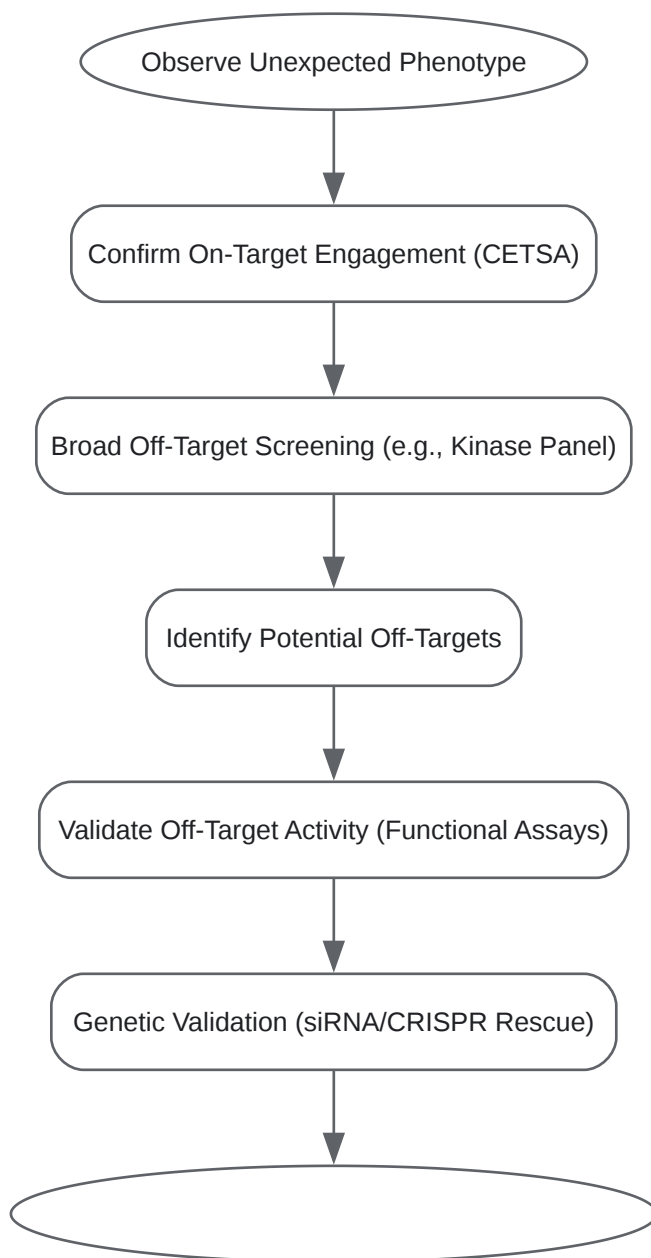 Observe Unexpected Phenotype
Confirm On-Target Engagement (CETSA)
Broad Off-Target Screening (e.g., Kinase Panel)
Identify Potential Off-Targets
Validate Off-Target Activity (Functional Assays)
Genetic Validation (siRNA/CRISPR Rescue)